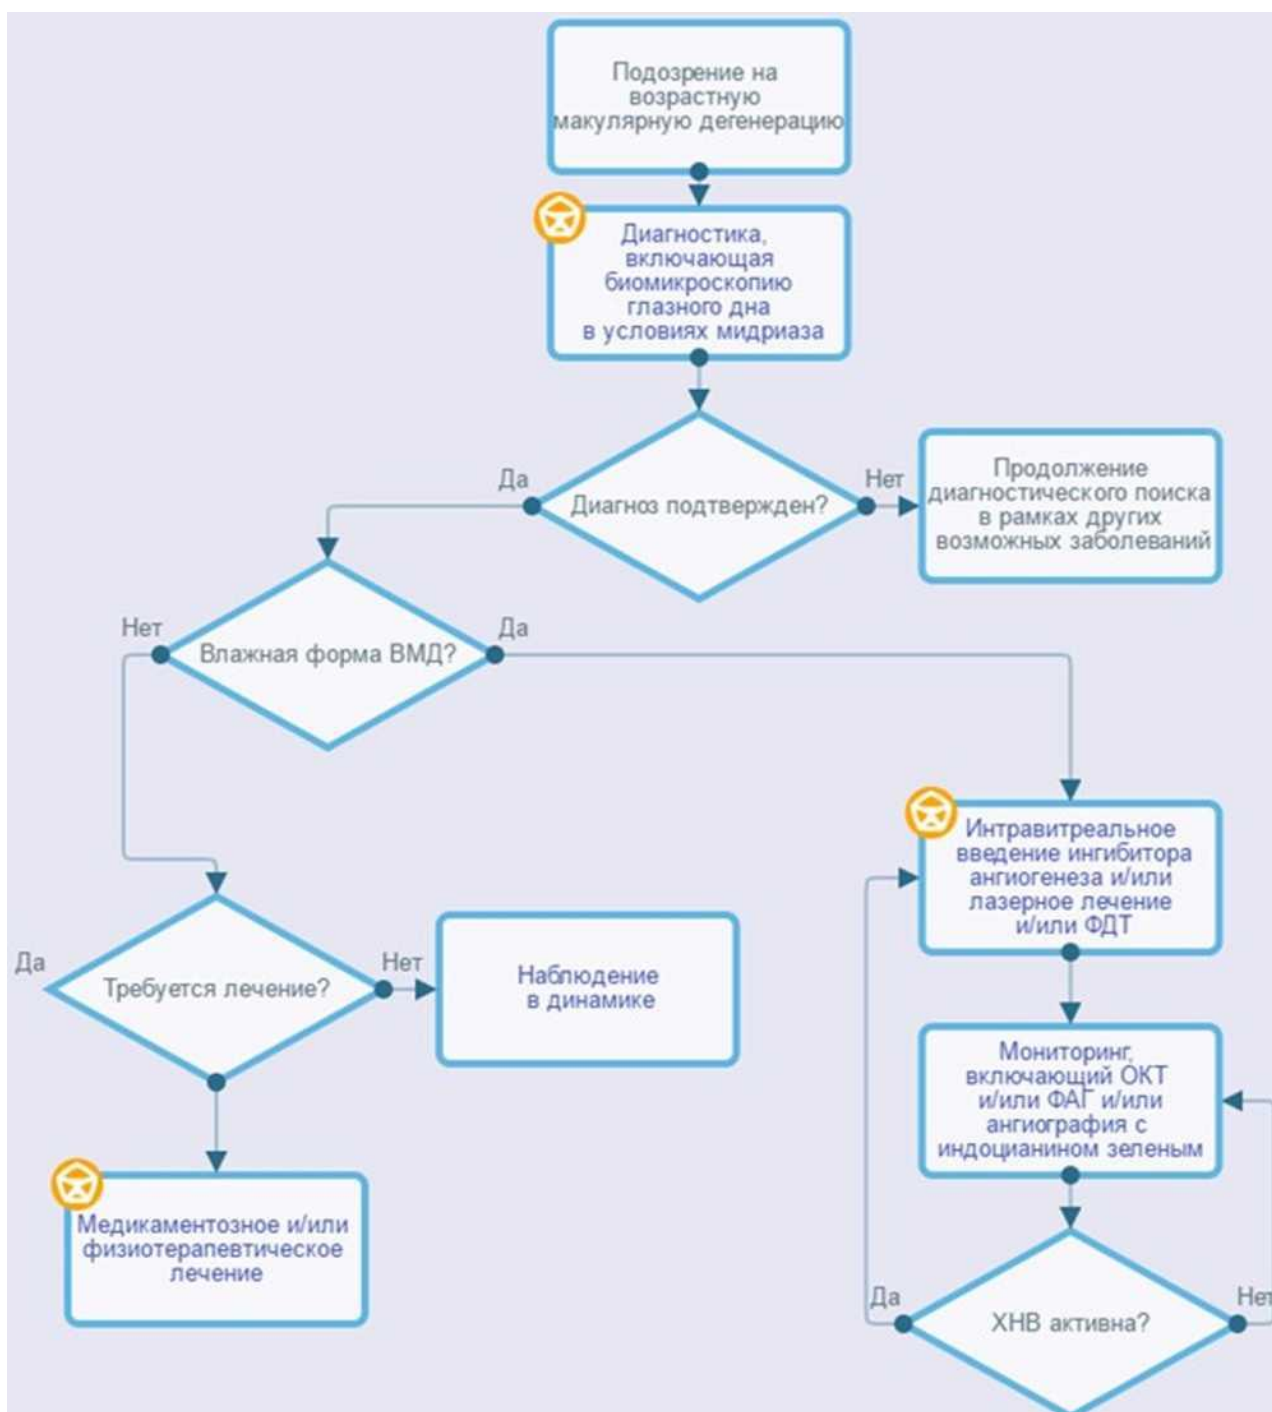 Подозрение на
возрастную
макулярную дегенерацию
Диагностика,
включающая
биомикроскопию
глазного дна
в условиях мидриаза
Да
Диагноз подтвержден?
Нет
Продолжение
диагностического поиска
в рамках других
возможных заболеваний
Нет
Влажная форма ВМД?
Да
Интравитреальное
введение ингибитора
ангиогенеза и/или
лазерное лечение
и/или ФДТ
Да
Требуется лечение?
Нет
Наблюдение
в динамике
Мониторинг,
включающий ОКТ
и/или ФАГ и/или
ангиография с
индоцианином зеленым
Медикаментозное и/или
физиотерапевтическое
лечение
Да
ХНВ активна?
Нет